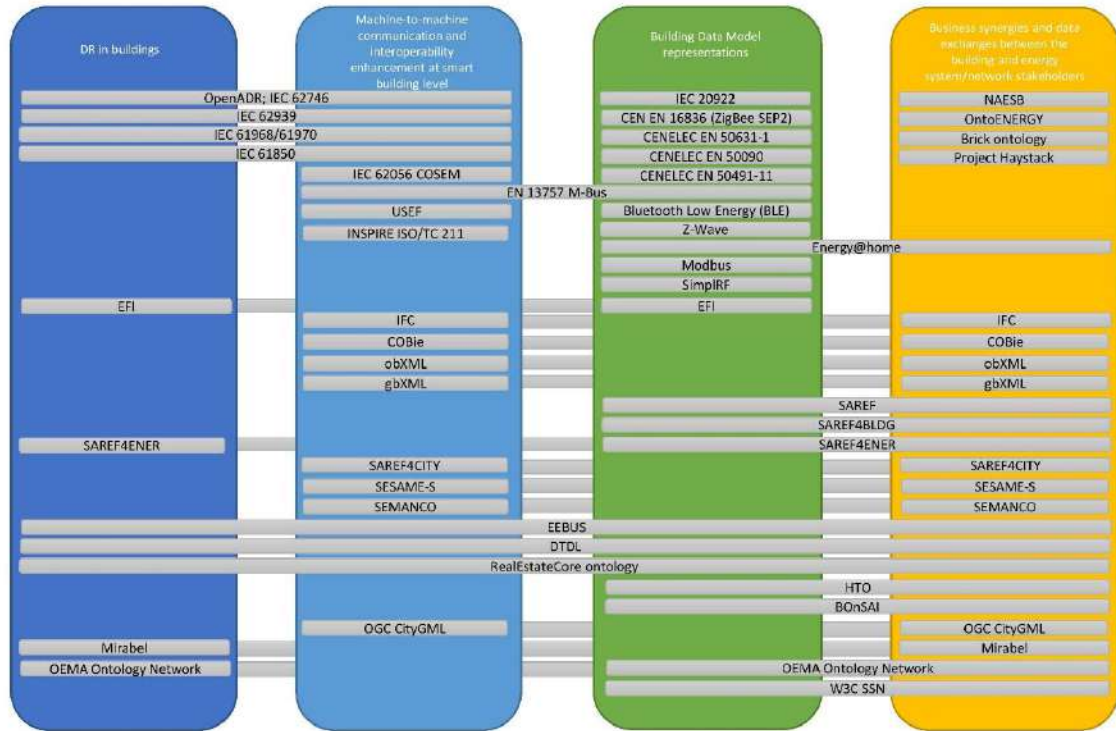 DR in buildings
Machine-to-machine
communication and
interoperability
enhancement at smart
building level
Building Data Model
representations
Business synergies and data
exchanges between the
building and energy
system/network stakeholders
OpenADR; IEC 62746
IEC 62939
IEC 61968/61970
IEC 61850
IEC 62056 COSEM
EN 13757 M-Bus
USEF
INSPIRE ISO/TC 211
IEC 20922
CEN EN 16836 (ZigBee SEP2)
CENELEC EN 50631-1
CENELEC EN 50090
CENELEC EN 50491-11
Bluetooth Low Energy (BLE)
Z-Wave
Energy@home
Modbus
SimplRF
NAESB
OntoENERGY
Brick ontology
Project Haystack
EFI
EFI
IFC
IFC
COBie
COBie
obXML
obXML
gbXML
gbXML
SAREF
SAREF4BLDG
SAREF4ENER
SAREF4ENER
SAREF4CITY
SAREF4CITY
SESAME-S
SESAME-S
SEMANCO
SEMANCO
EEBUS
DTDL
RealEstateCore ontology
HTO
BOnSAI
OGC CityGML
OGC CityGML
Mirabel
Mirabel
OEMA Ontology Network
OEMA Ontology Network
W3C SSN